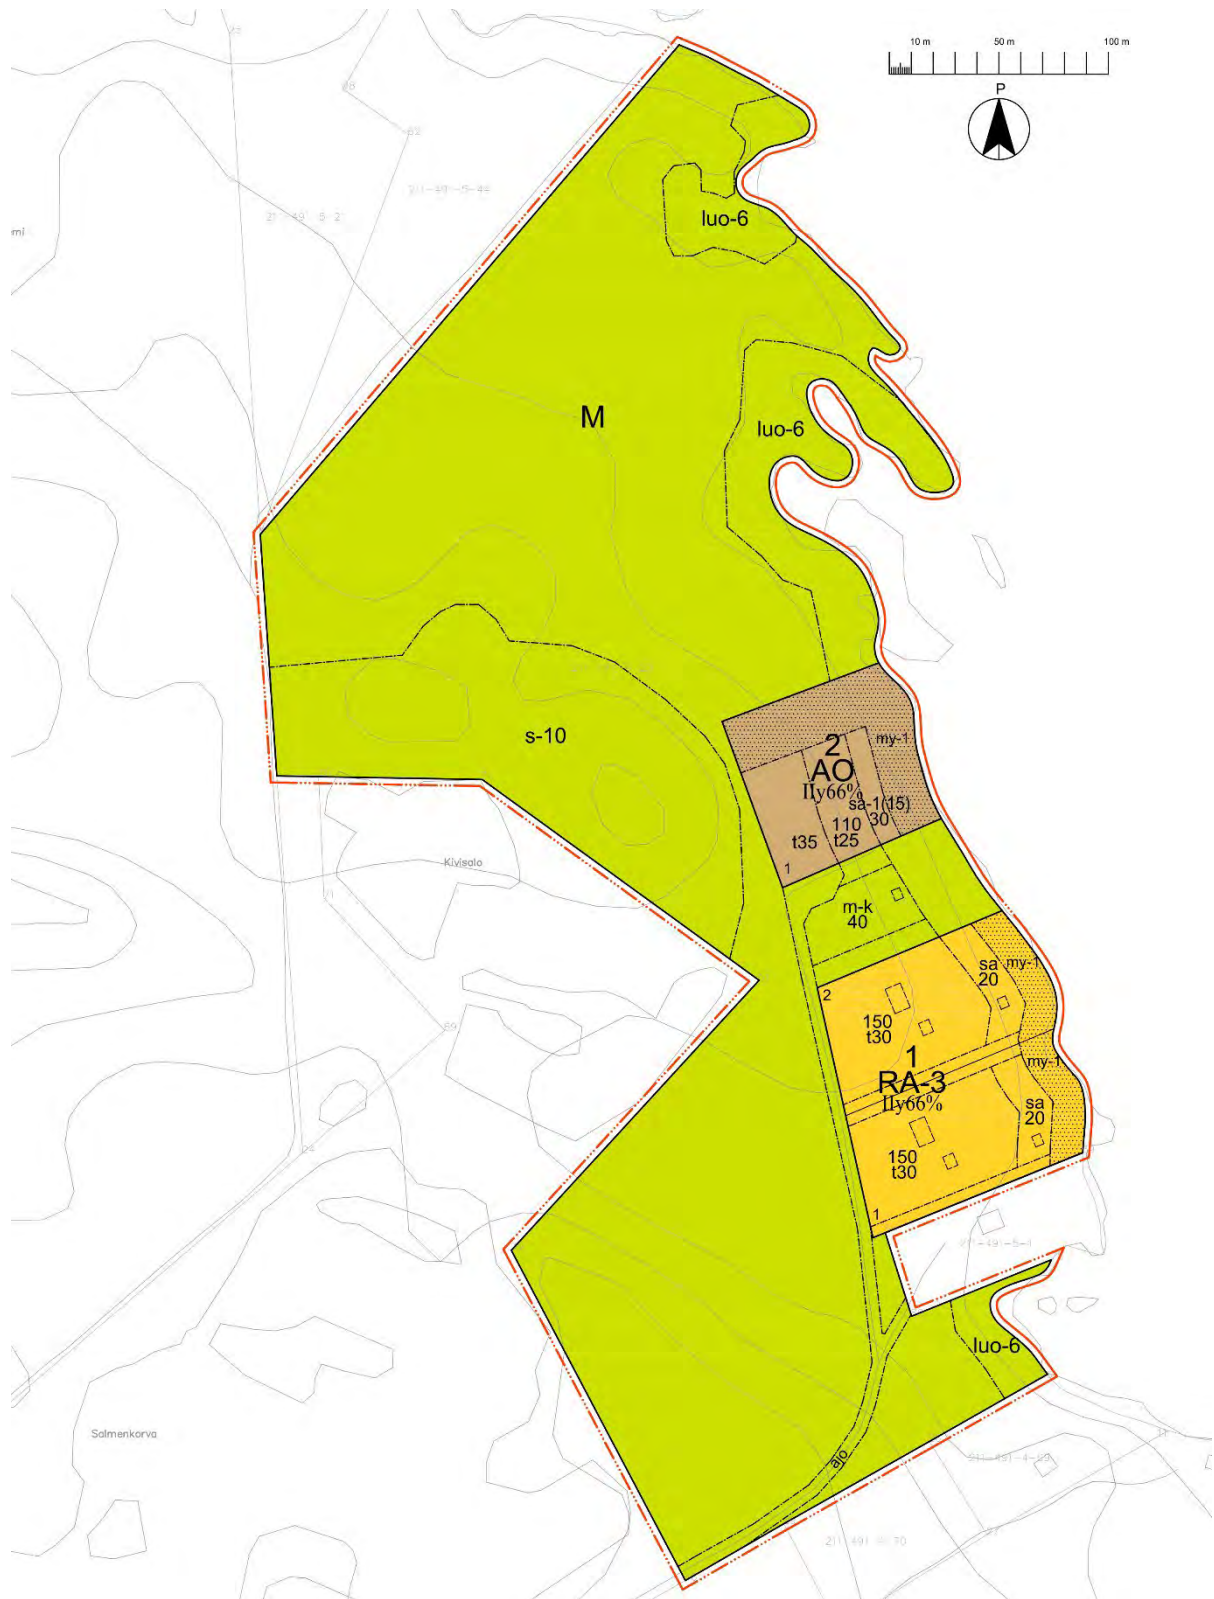 10 m 50 m 100 m
P
luo-6
M
luo-6
s-10
2
AO
IIy66%
my-1
sa-1(15)
30
110
t25
t35
1
Kivisalo
m-k
40
2
sa
20
my-1
150
t30
1
RA-3
IIy66%
my-1
sa
20
150
t30
1
luo-6
ajo
Salmenkorva